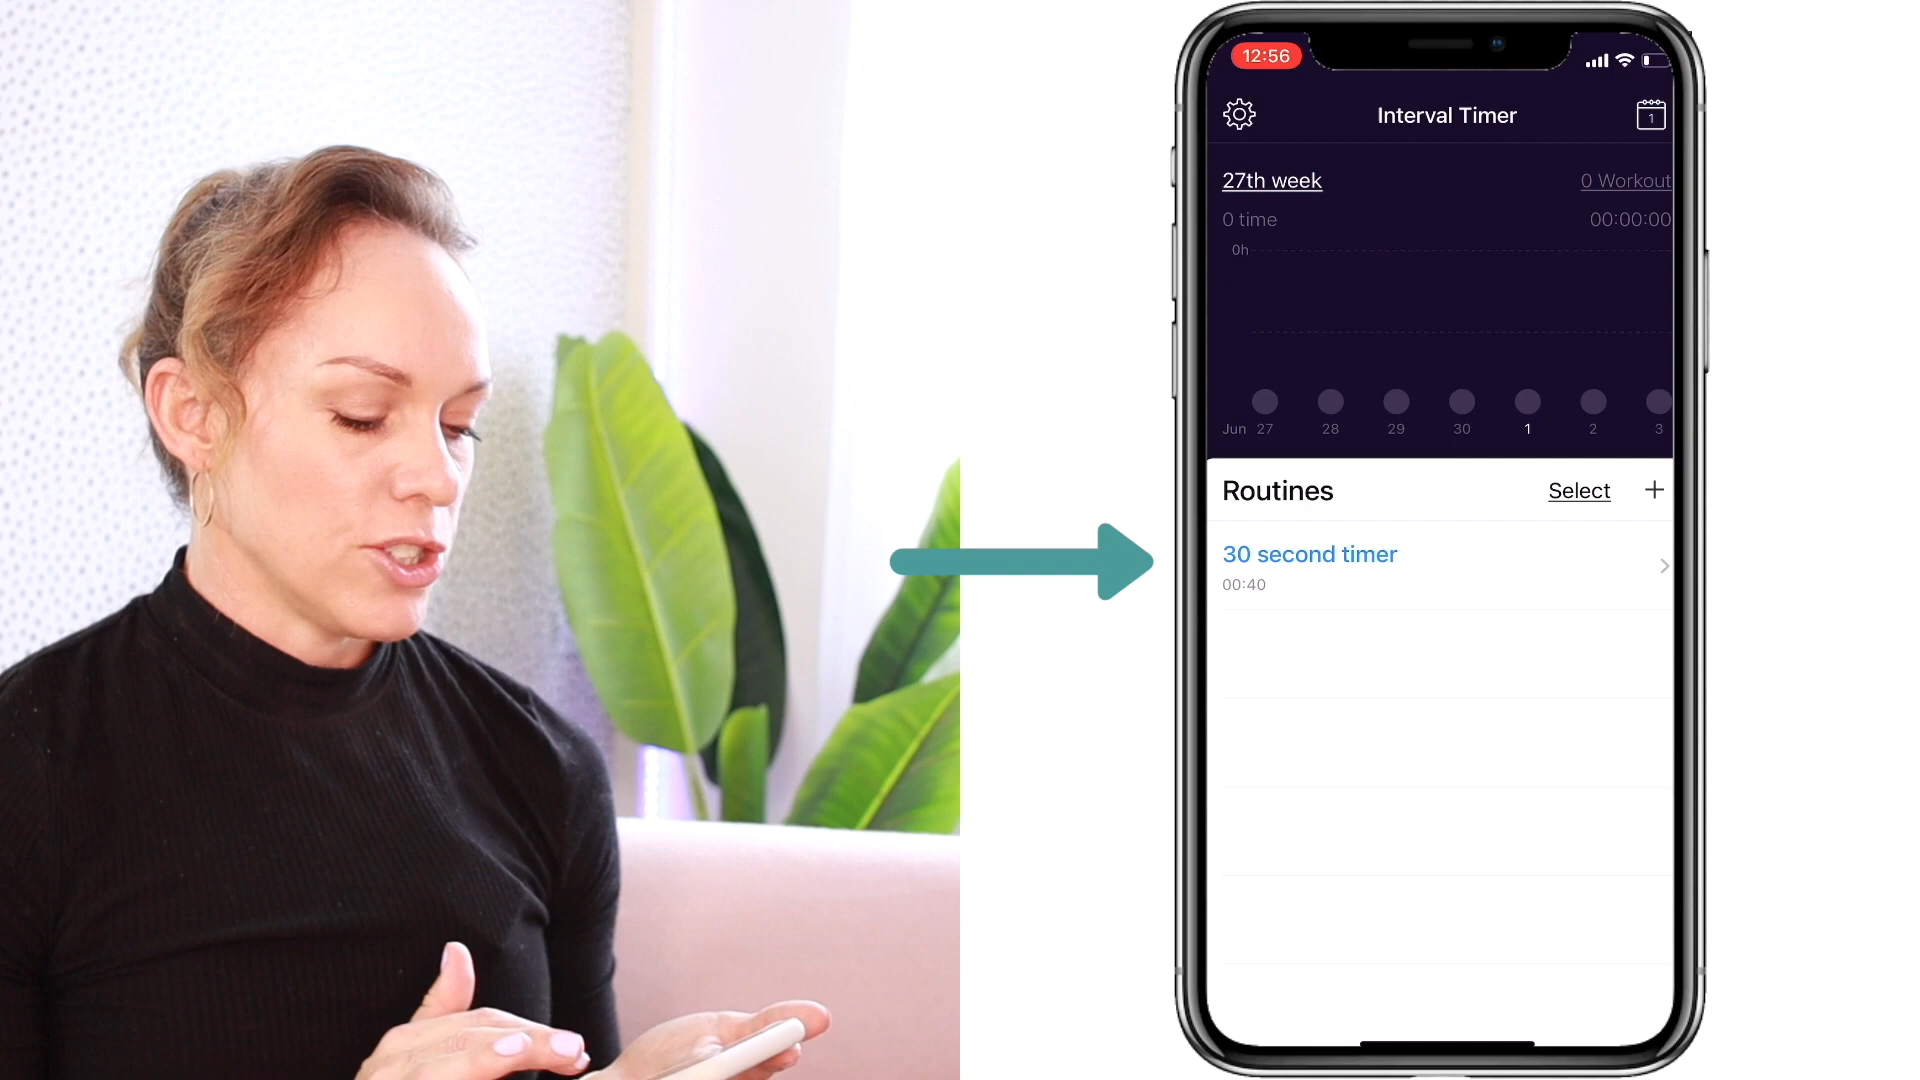 12:56
Interval Timer
1
27th week
0 Workout
0 time
00:00:00
0h
Jun 27 28 29 30 1 2 3
Routines
Select +
30 second timer
00:40